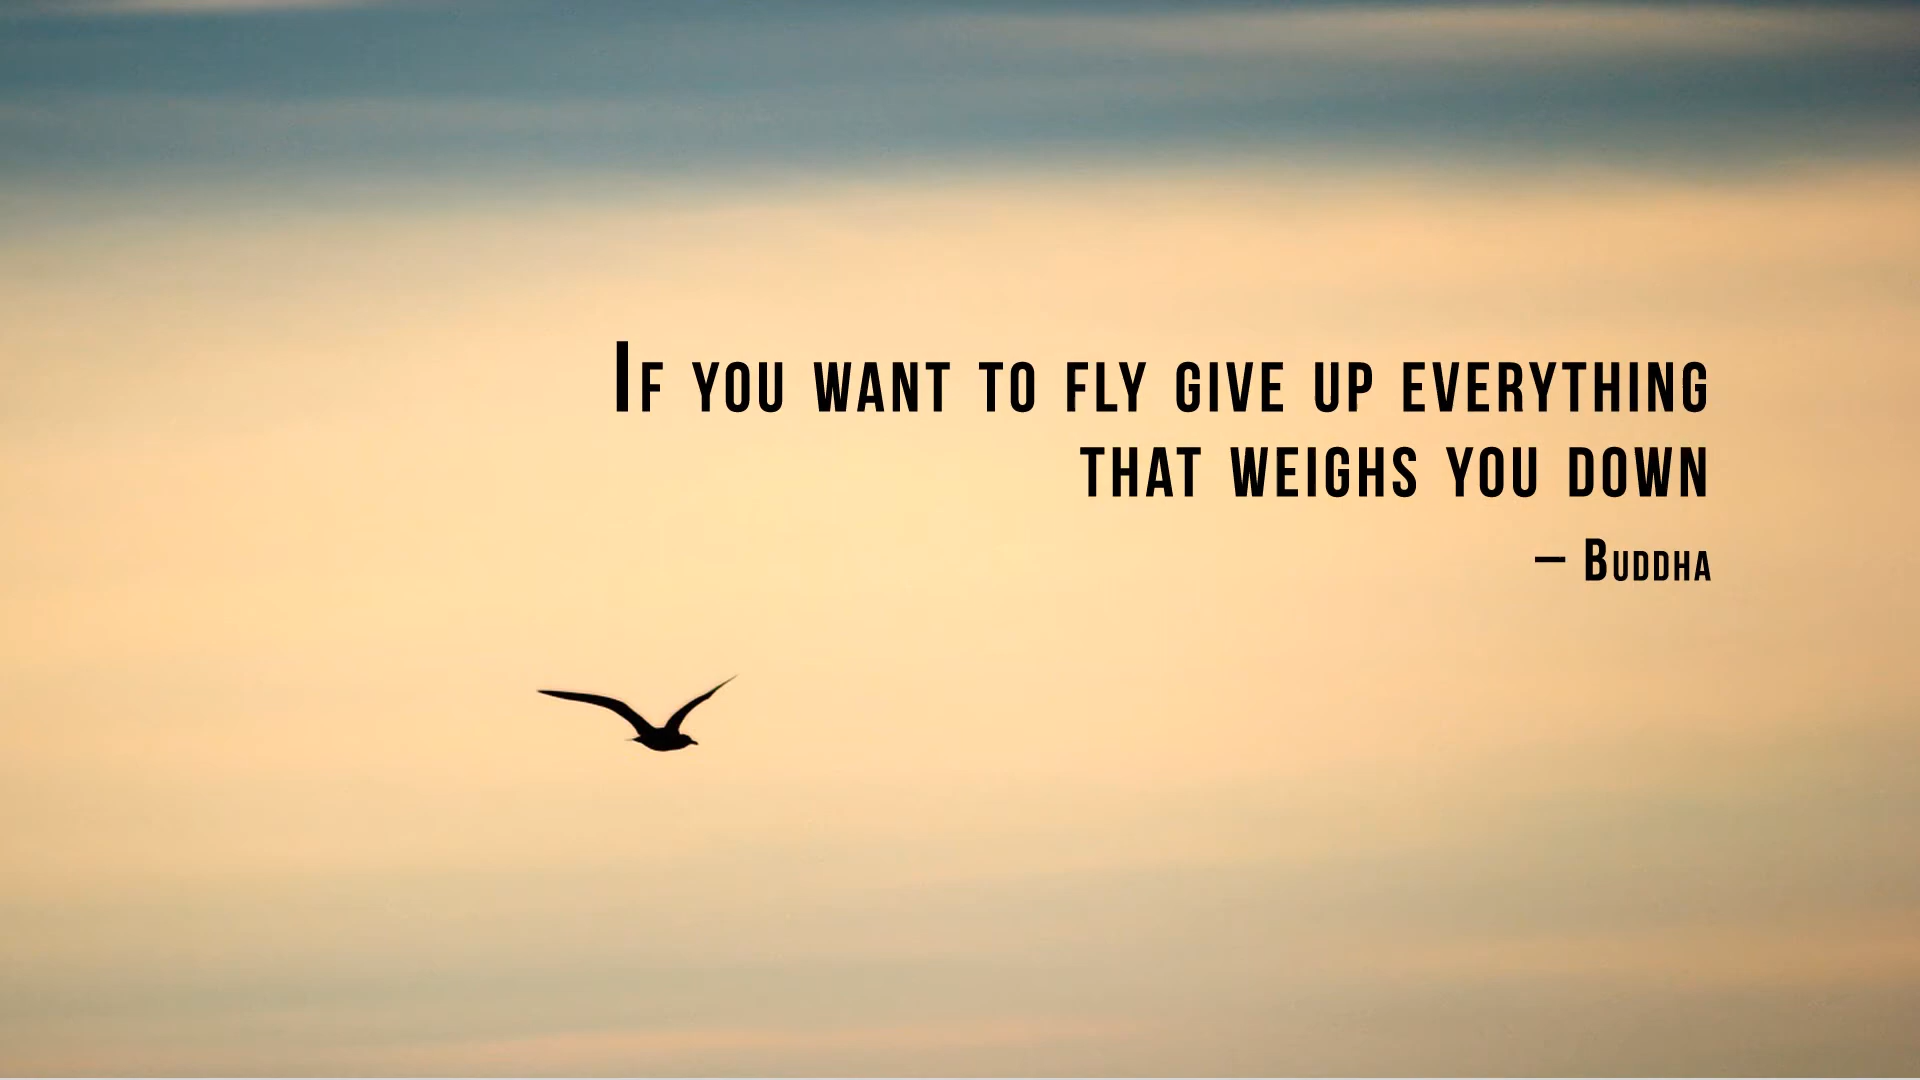 If you want to fly give up everything
that weighs you down
– Buddha